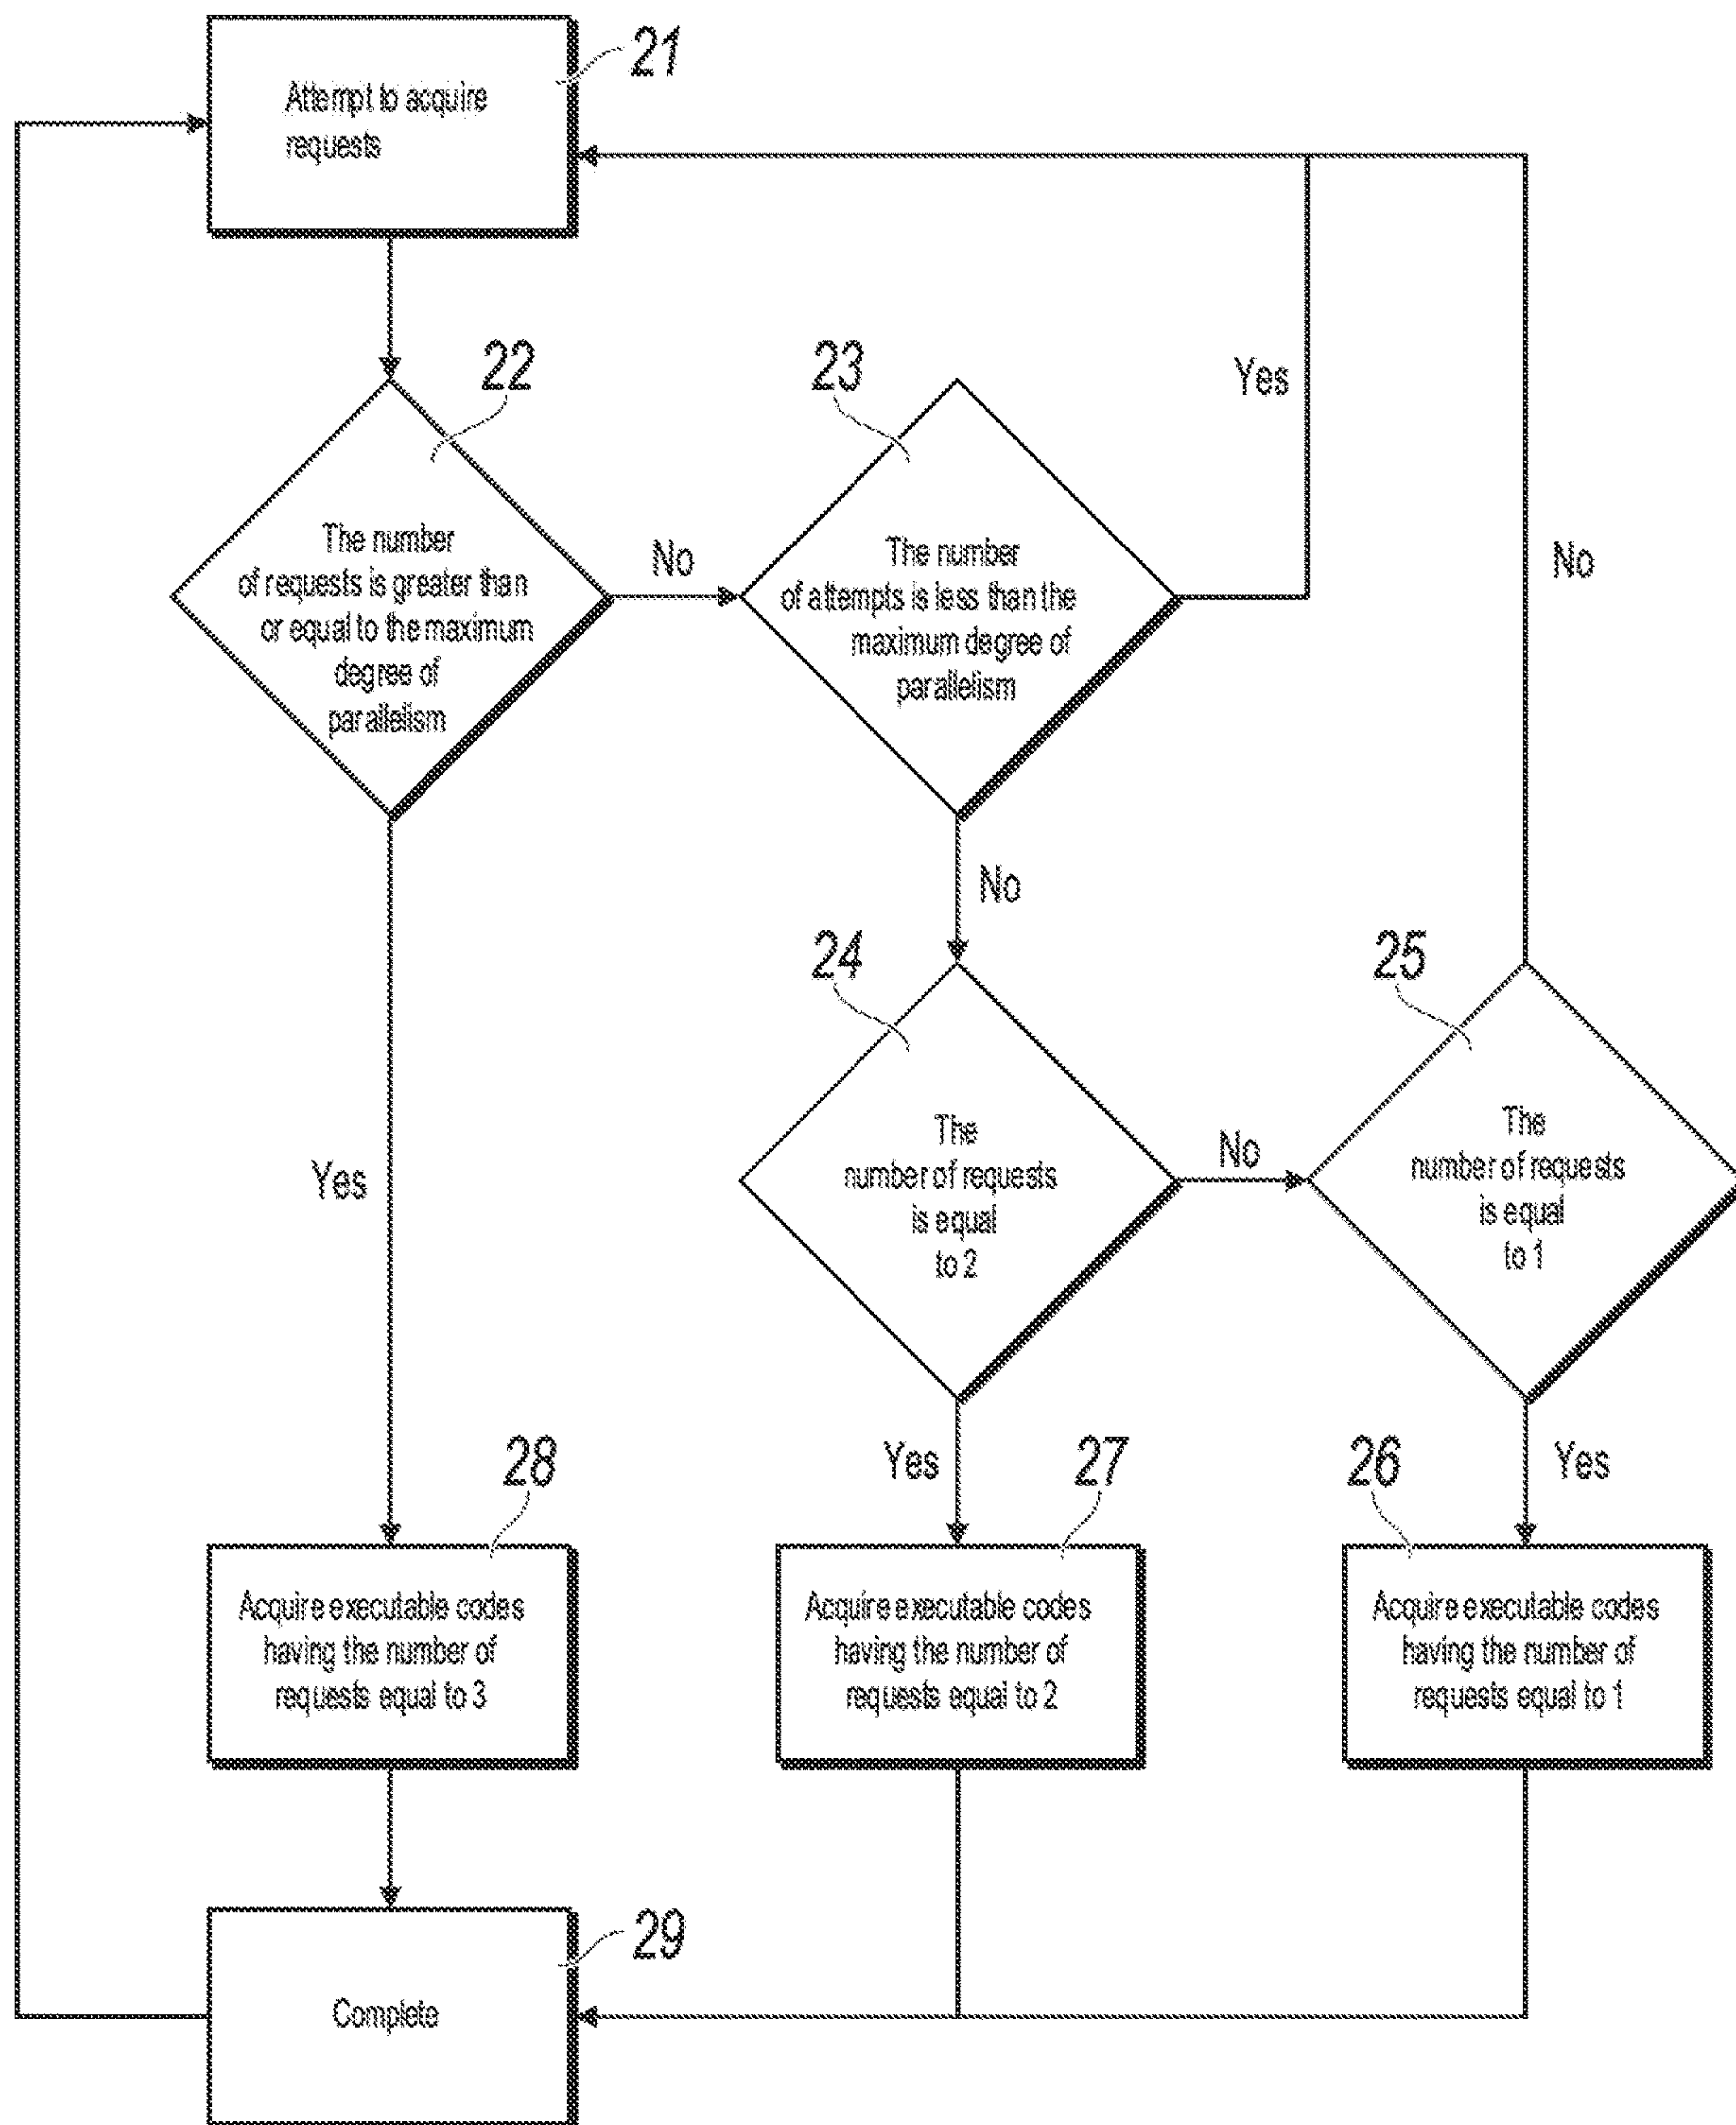 21
Attempt to acquire
requests
22
23
Yes
The number
of requests is greater than
or equal to the maximum
degree of
parallelism
No
The number
of attempts is less than the
maximum degree of
parallelism
No
No
24
25
Yes
The
number of requests
is equal
to 2
No
The
number of requests
is equal
to 1
28
Yes
27
26
Yes
Acquire executable codes
having the number of
requests equal to 3
Acquire executable codes
having the number of
requests equal to 2
Acquire executable codes
having the number of
requests equal to 1
29
Complete